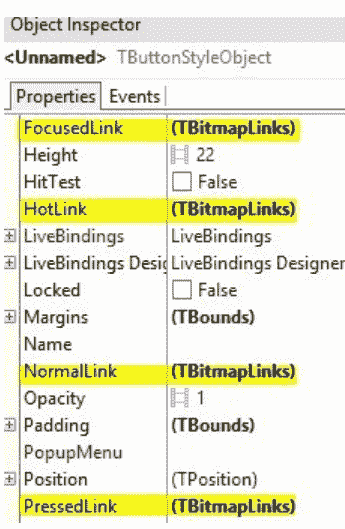 Object Inspector
<Unnamed> TButtonStyleObject
Properties Events
FocusedLink (TBitmapLinks)
Height 22
HitTest False
HotLink (TBitmapLinks)
LiveBindings LiveBindings
LiveBindings Desig LiveBindings Designer
Locked False
Margins (TBounds)
Name
NormalLink (TBitmapLinks)
Opacity 1
Padding (TBounds)
PopupMenu
Position (TPosition)
PressedLink (TBitmapLinks)